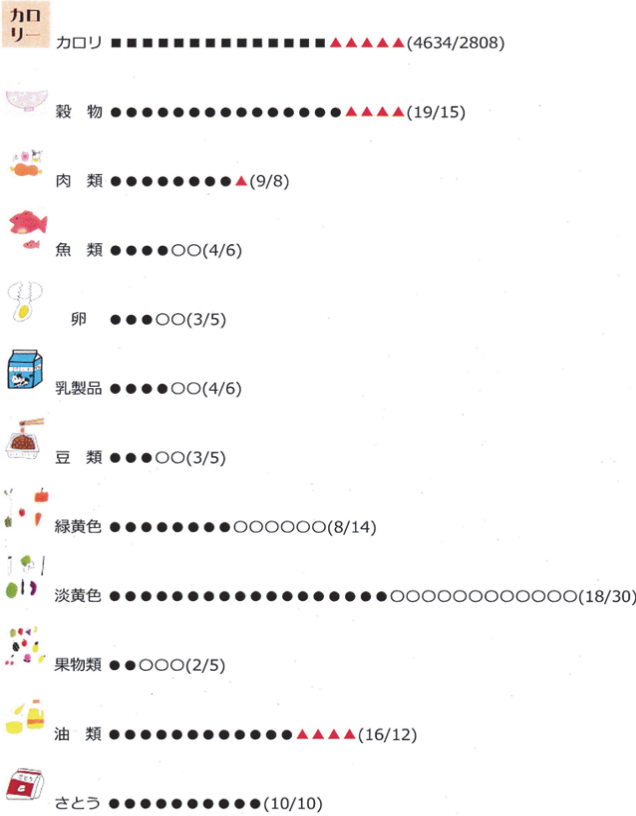 カロ
リー
カロリ ■■■■■■■■■■■■■■▲▲▲▲▲(4634/2808)
穀　物 ●●●●●●●●●●●●●●●▲▲▲▲(19/15)
肉　類 ●●●●●●●●▲(9/8)
魚　類 ●●●●○○(4/6)
卵 ●●●○○(3/5)
乳製品 ●●●●○○(4/6)
豆　類 ●●●○○(3/5)
緑黄色 ●●●●●●●●○○○○○○(8/14)
淡黄色 ●●●●●●●●●●●●●●●●●●○○○○○○○○○○○○(18/30)
果物類 ●●○○○(2/5)
油　類 ●●●●●●●●●●●●▲▲▲▲(16/12)
さとう
さとう ●●●●●●●●●●(10/10)